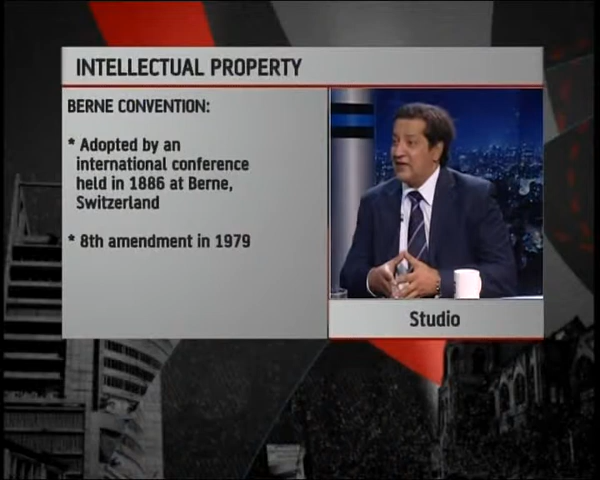 INTELLECTUAL PROPERTY
BERNE CONVENTION:
* Adopted by an
international conference
held in 1886 at Berne,
Switzerland
* 8th amendment in 1979
Studio